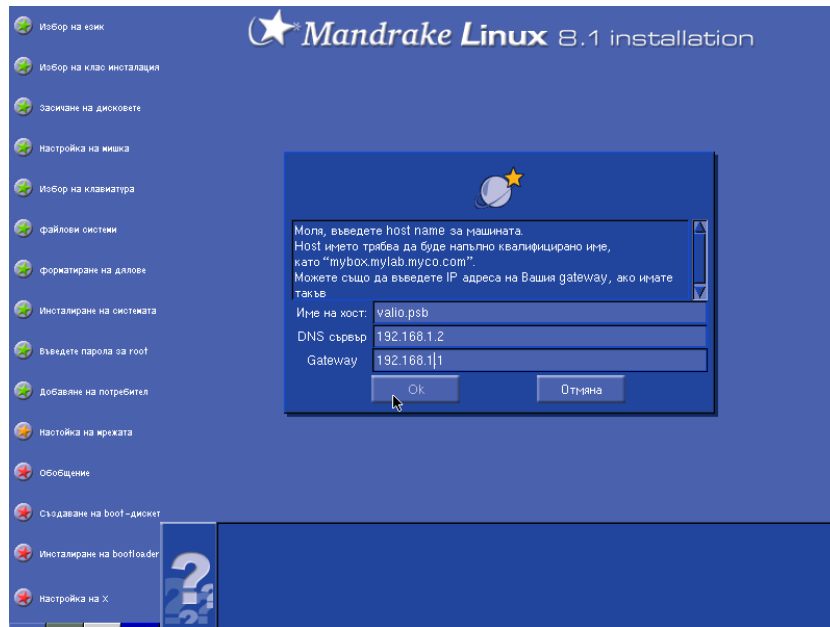 Mandrake Linux 8.1 installation
Избор на език
Избор на клас инсталация
Засичане на дисковете
Настройка на мишка
Избор на клавиатура
файлови системи
форматиране на дялове
Инсталиране на системата
Въведете парола за root
Добавяне на потребител
Настойка на мрежата
Обобщение
Създаване на boot-дискет
Инсталиране на bootloader
Настройка на X
Моля, въведете host name за машината.
Host името трябва да буде напълно квалифицирано име,
като "mybox.mylab.myco.com".
Можете също да въведете IP адреса на Вашия gateway, ако имате
такъв
Име на хост: valio.psb
DNS сървър 192.168.1.2
Gateway 192.168.1.1
Ok Отмяна